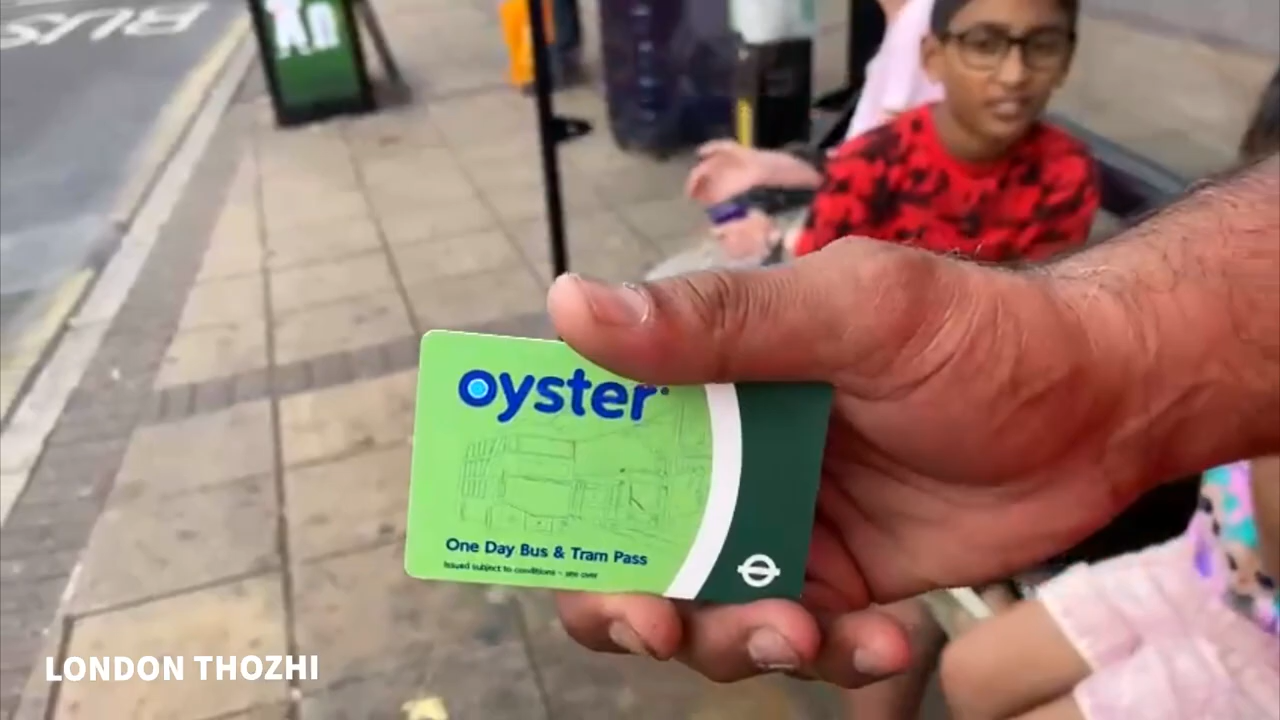 BUS
oyster
One Day Bus & Tram Pass
Issued subject to conditions – see over
LONDON THOZHI